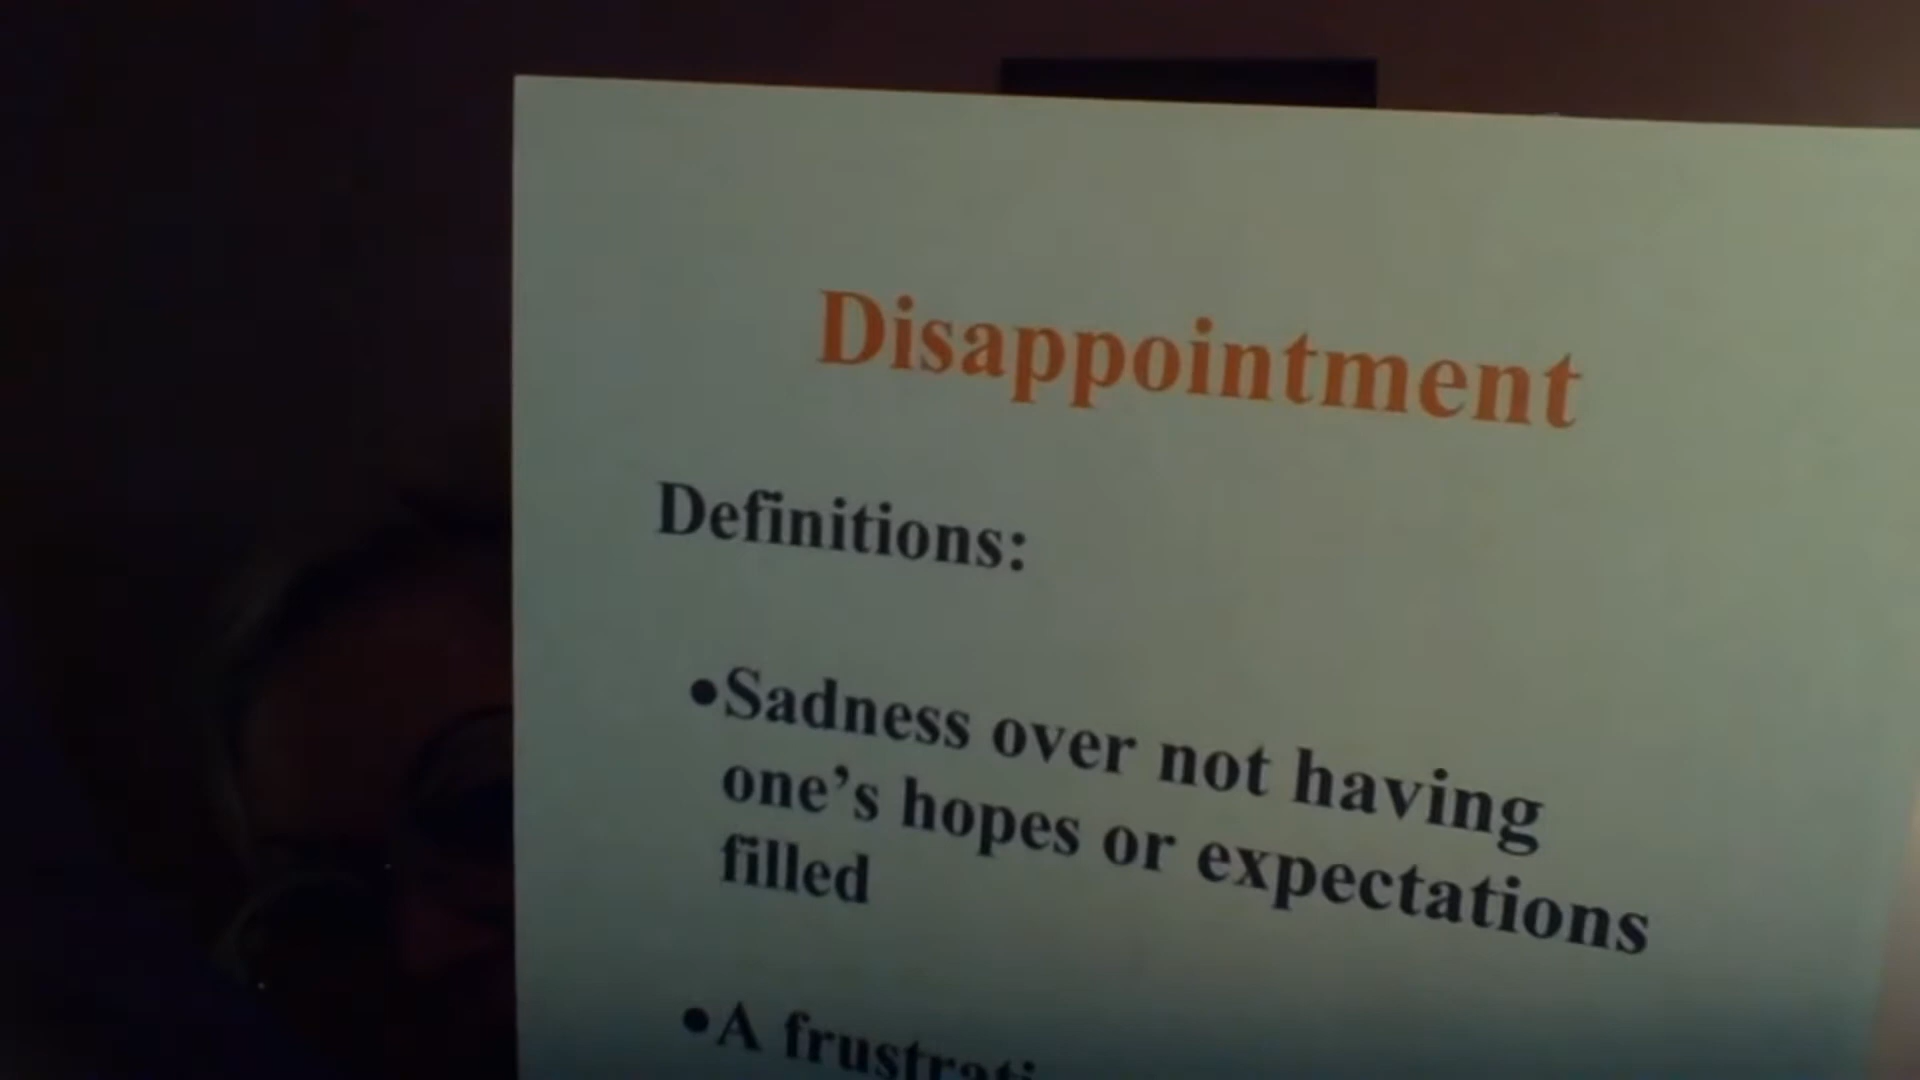 Disappointment
Definitions:
•Sadness over not having
one's hopes or expectations
filled
•A